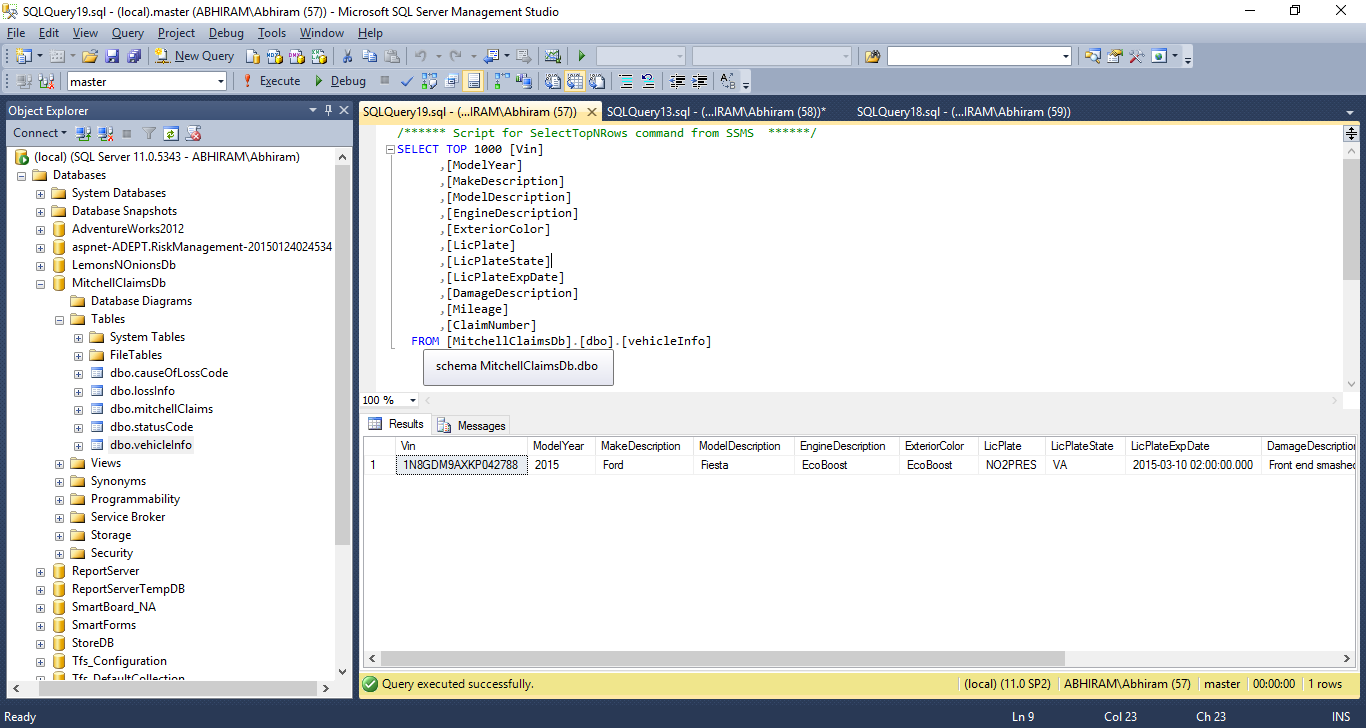 SQLQuery19.sql - (local).master (ABHIRAM\Abhiram (57)) - Microsoft SQL Server Management Studio
File Edit View Query Project Debug Tools Window Help
New Query
master Execute Debug
Object Explorer
Connect
(local) (SQL Server 11.0.5343 - ABHIRAM\Abhiram)
Databases
System Databases
Database Snapshots
AdventureWorks2012
aspnet-ADEPT.RiskManagement-20150124024534
LemonsNOnionsDb
MitchellClaimsDb
Database Diagrams
Tables
System Tables
FileTables
dbo.causeOfLossCode
dbo.lossInfo
dbo.mitchellClaims
dbo.statusCode
dbo.vehicleInfo
Views
Synonyms
Programmability
Service Broker
Storage
Security
ReportServer
ReportServerTempDB
SmartBoard_NA
SmartForms
StoreDB
Tfs_Configuration
Tfs_DefaultCollection
SQLQuery19.sql - (...IRAM\Abhiram (57)) SQLQuery13.sql - (...IRAM\Abhiram (58))* SQLQuery18.sql - (...IRAM\Abhiram (59))
/****** Script for SelectTopNRows command from SSMS ******/
SELECT TOP 1000 [Vin]
,[ModelYear]
,[MakeDescription]
,[ModelDescription]
,[EngineDescription]
,[ExteriorColor]
,[LicPlate]
,[LicPlateState]
,[LicPlateExpDate]
,[DamageDescription]
,[Mileage]
,[ClaimNumber]
FROM [MitchellClaimsDb].[dbo].[vehicleInfo]
schema MitchellClaimsDb.dbo
100 %
Results Messages
Vin ModelYear MakeDescription ModelDescription EngineDescription ExteriorColor LicPlate LicPlateState LicPlateExpDate DamageDescription
1 1N8GDM9AXKP042788 2015 Ford Fiesta EcoBoost EcoBoost NO2PRES VA 2015-03-10 02:00:00.000 Front end smashed
Query executed successfully. (local) (11.0 SP2) ABHIRAM\Abhiram (57) master 00:00:00 1 rows
Ready Ln 9 Col 23 Ch 23 INS